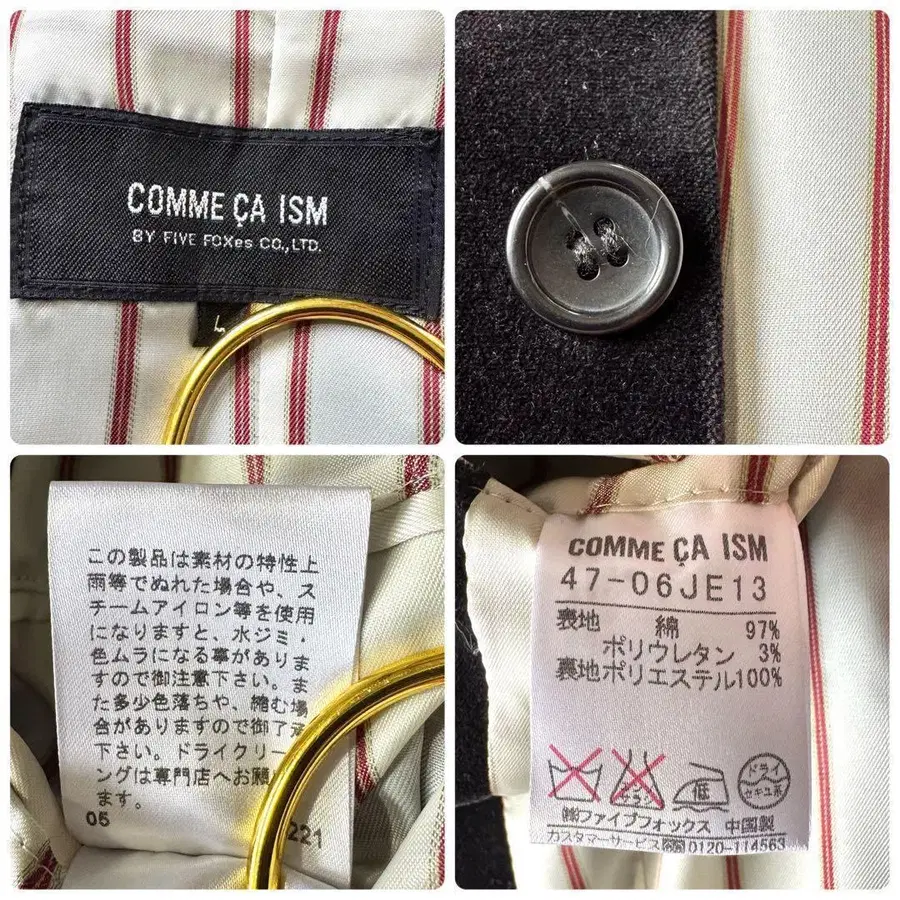 COMME ÇA ISM
BY FIVE FOXes CO.,LTD.
L
この製品は素材の特性上
雨等でぬれた場合や、ス
チームアイロン等を使用
になりますと、水ジミ・
色ムラになる事がありま
すので御注意下さい。ま
た多少色落ちや、縮む場
合がありますので御了承
下さい。ドライクリー
ングは専門店へお願
ます。
05
221
COMME ÇA ISM
47-06JE13
表地 綿 97%
ポリウレタン 3%
裏地ポリエステル100%
エンソサラシ
低
ドライ
セキユ系
㈱ファイブフォックス 中国製
カスタマーサービス 0120-114563